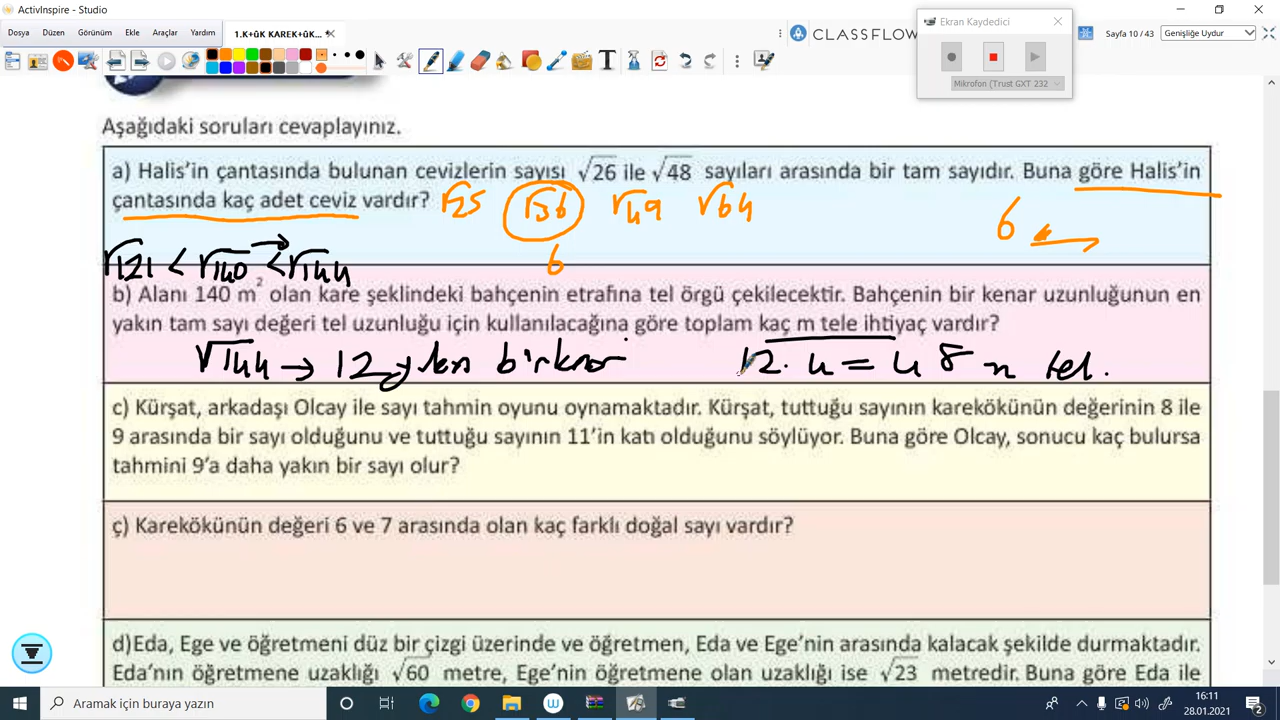 ActivInspire - Studio
Dosya Düzen Görünüm Ekle Araçlar Yardım
1.K+ûK KAREK+ûK...
CLASSFLOW
Sayfa 10 / 43
Genişliğe Uydur
Ekran Kaydedici
Mikrofon (Trust GXT 232
Aşağıdaki soruları cevaplayınız.
a) Halis'in çantasında bulunan cevizlerin sayısı √26 ile √48 sayıları arasında bir tam sayıdır. Buna göre Halis'in
çantasında kaç adet ceviz vardır?
√25 √36 √49 √64
6
6
√121 < √140 < √144
b) Alanı 140 m² olan kare şeklindeki bahçenin etrafına tel örgü çekilecektir. Bahçenin bir kenar uzunluğunun en
yakın tam sayı değeri tel uzunluğu için kullanılacağına göre toplam kaç m tele ihtiyaç vardır?
√144 → 12 bir
12. 4 = 48 m tel.
c) Kürşat, arkadaşı Olcay ile sayı tahmin oyunu oynamaktadır. Kürşat, tuttuğu sayının karekökünün değerinin 8 ile
9 arasında bir sayı olduğunu ve tuttuğu sayının 11'in katı olduğunu söylüyor. Buna göre Olcay, sonucu kaç bulursa
tahmini 9'a daha yakın bir sayı olur?
ç) Karekökünün değeri 6 ve 7 arasında olan kaç farklı doğal sayı vardır?
d)Eda, Ege ve öğretmeni düz bir çizgi üzerinde ve öğretmen, Eda ve Ege'nin arasında kalacak şekilde durmaktadır.
Eda'nın öğretmene uzaklığı √60 metre, Ege'nin öğretmene olan uzaklığı ise √23 metredir. Buna göre Eda ile
Aramak için buraya yazın
16:11
28.01.2021
2